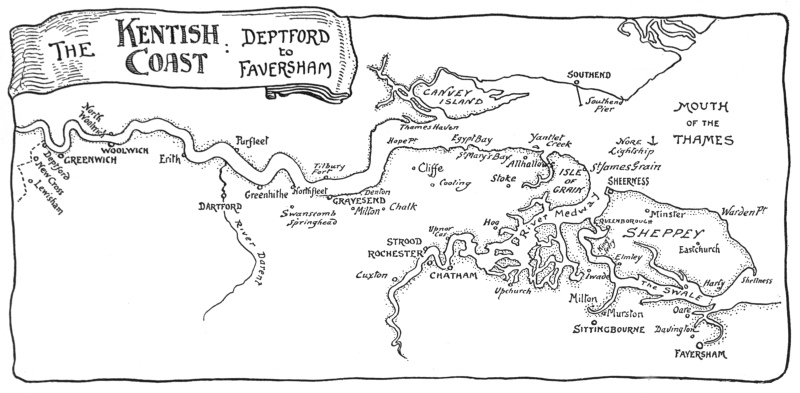 THE KENTISH COAST: DEPTFORD to FAVERSHAM
SOUTHEND
Southend Pier
CANVEY ISLAND
MOUTH OF THE THAMES
Nore Lightship
North Woolwich
Thames Haven
WOOLWICH
Purfleet
Hope Pt
Egypt Bay
Yantlet Creek
Deptford
GREENWICH
New Cross
Lewisham
Erith
Tilbury Fort
St Mary's Bay
Allhallows
ISLE OF GRAIN
St James Grain
Cliffe
Cooling
Stoke
SHEERNESS
Greenhithe
Northfleet
Denton
GRAVESEND
Milton
Chalk
DARTFORD
Swanscomb
Springhead
River Darent
River Medway
Hoo
Upnor Cas.
QUEENBOROUGH
Minster
Warden Pt
SHEPPEY
Eastchurch
STROOD
ROCHESTER
CHATHAM
Cuxton
Elmley
Iwade
Upchurch
THE SWALE
Harty
Shellness
Milton
Murston
SITTINGBOURNE
Oare
Davington
FAVERSHAM